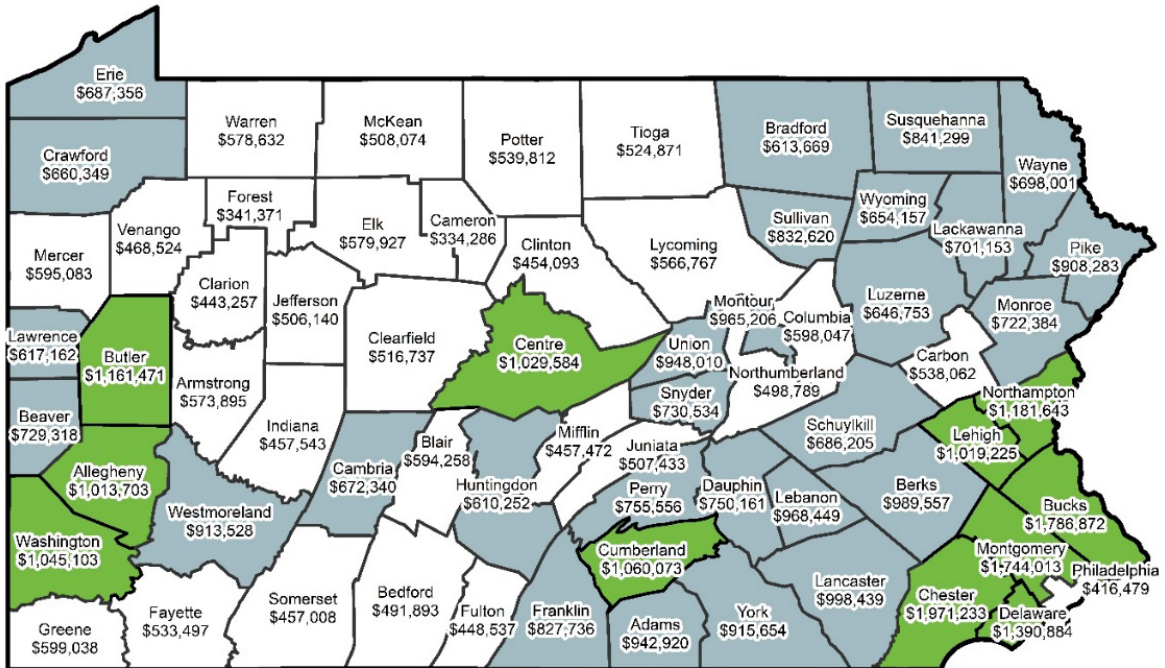 Erie
$687,356
Crawford
$660,349
Warren
$578,632
McKean
$508,074
Potter
$539,812
Tioga
$524,871
Bradford
$613,669
Susquehanna
$841,299
Wayne
$698,001
Forest
$341,371
Venango
$468,524
Mercer
$595,083
Elk
$579,927
Cameron
$334,286
Clinton
$454,093
Lycoming
$566,767
Sullivan
$832,620
Wyoming
$654,157
Lackawanna
$701,153
Pike
$908,283
Clarion
$443,257
Jefferson
$506,140
Clearfield
$516,737
Centre
$1,029,584
Montour
$965,206
Columbia
$598,047
Luzerne
$646,753
Monroe
$722,384
Lawrence
$617,162
Butler
$1,161,471
Armstrong
$573,895
Union
$948,010
Northumberland
$498,789
Carbon
$538,062
Northampton
$1,181,643
Beaver
$729,318
Indiana
$457,543
Snyder
$730,534
Schuylkill
$686,205
Lehigh
$1,019,225
Allegheny
$1,013,703
Cambria
$672,340
Blair
$594,258
Mifflin
$457,472
Juniata
$507,433
Huntingdon
$610,252
Perry
$755,556
Dauphin
$750,161
Lebanon
$968,449
Berks
$989,557
Bucks
$1,786,872
Westmoreland
$913,528
Washington
$1,045,103
Cumberland
$1,060,073
Montgomery
$1,744,013
Philadelphia
$416,479
Greene
$599,038
Fayette
$533,497
Somerset
$457,008
Bedford
$491,893
Fulton
$448,537
Franklin
$827,736
Adams
$942,920
York
$915,654
Lancaster
$998,439
Chester
$1,971,233
Delaware
$1,390,884